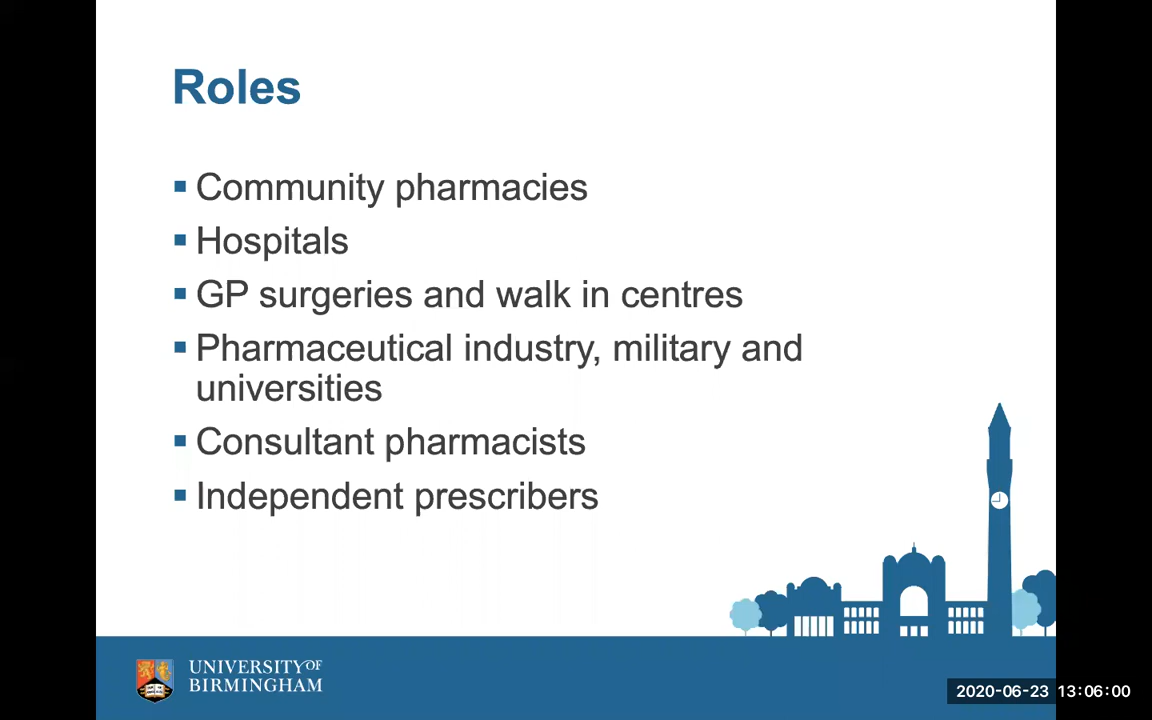 Roles
Community pharmacies
Hospitals
GP surgeries and walk in centres
Pharmaceutical industry, military and
universities
Consultant pharmacists
Independent prescribers
UNIVERSITY OF
BIRMINGHAM
2020-06-23 13:06:00